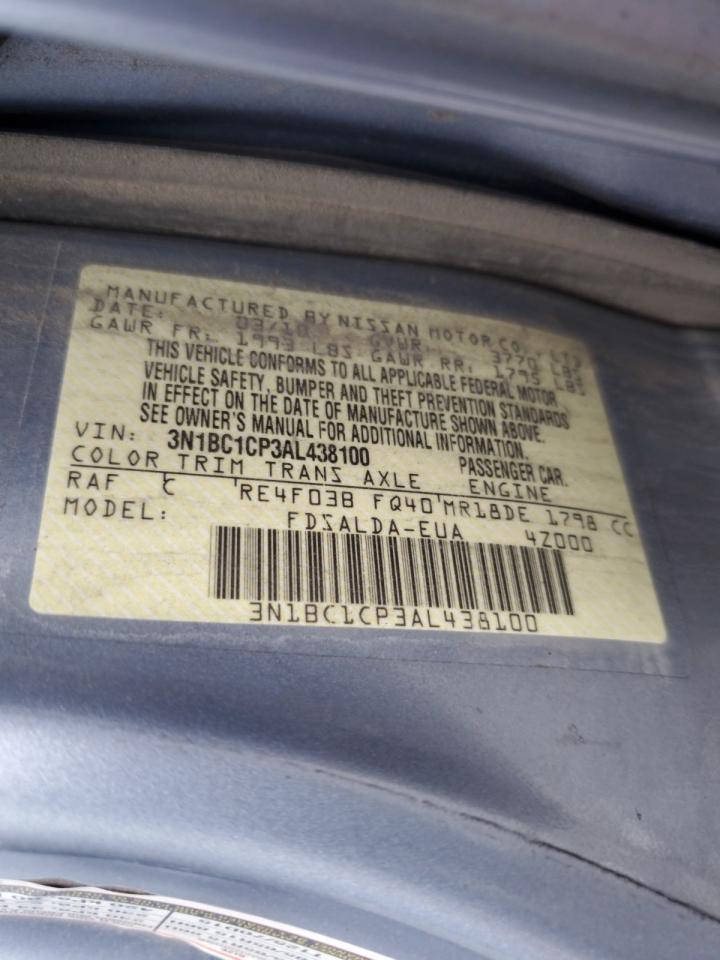 MANUFACTURED BY NISSAN MOTOR CO., LTD
DATE: 03/10 GVWR 3770 LBS
GAWR FR: 1993 LBS GAWR RR: 1795 LBS
THIS VEHICLE CONFORMS TO ALL APPLICABLE FEDERAL MOTOR
VEHICLE SAFETY, BUMPER AND THEFT PREVENTION STANDARDS
IN EFFECT ON THE DATE OF MANUFACTURE SHOWN ABOVE.
SEE OWNER'S MANUAL FOR ADDITIONAL INFORMATION.
VIN: 3N1BC1CP3AL438100 PASSENGER CAR.
COLOR TRIM TRANS AXLE ENGINE
RAF C RE4F03B FQ40 MR18DE 1798 CC
MODEL: FDSALDA-EUA 4Z000
3N1BC1CP3AL438100